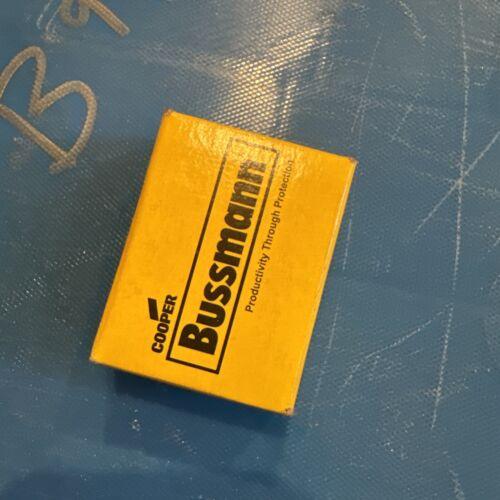 COOPER
Bussmann
Productivity Through Protection